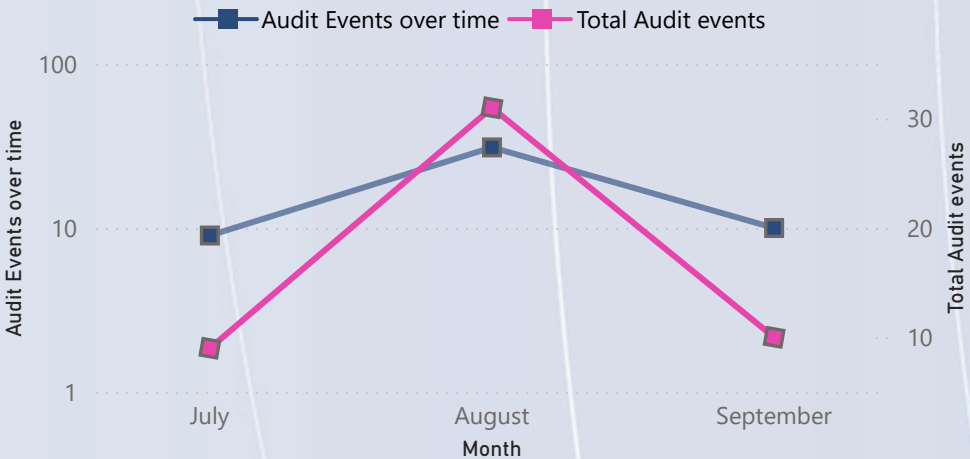 Audit Events over time Total Audit events
100
10
1
Audit Events over time
30
20
10
Total Audit events
July August September
Month